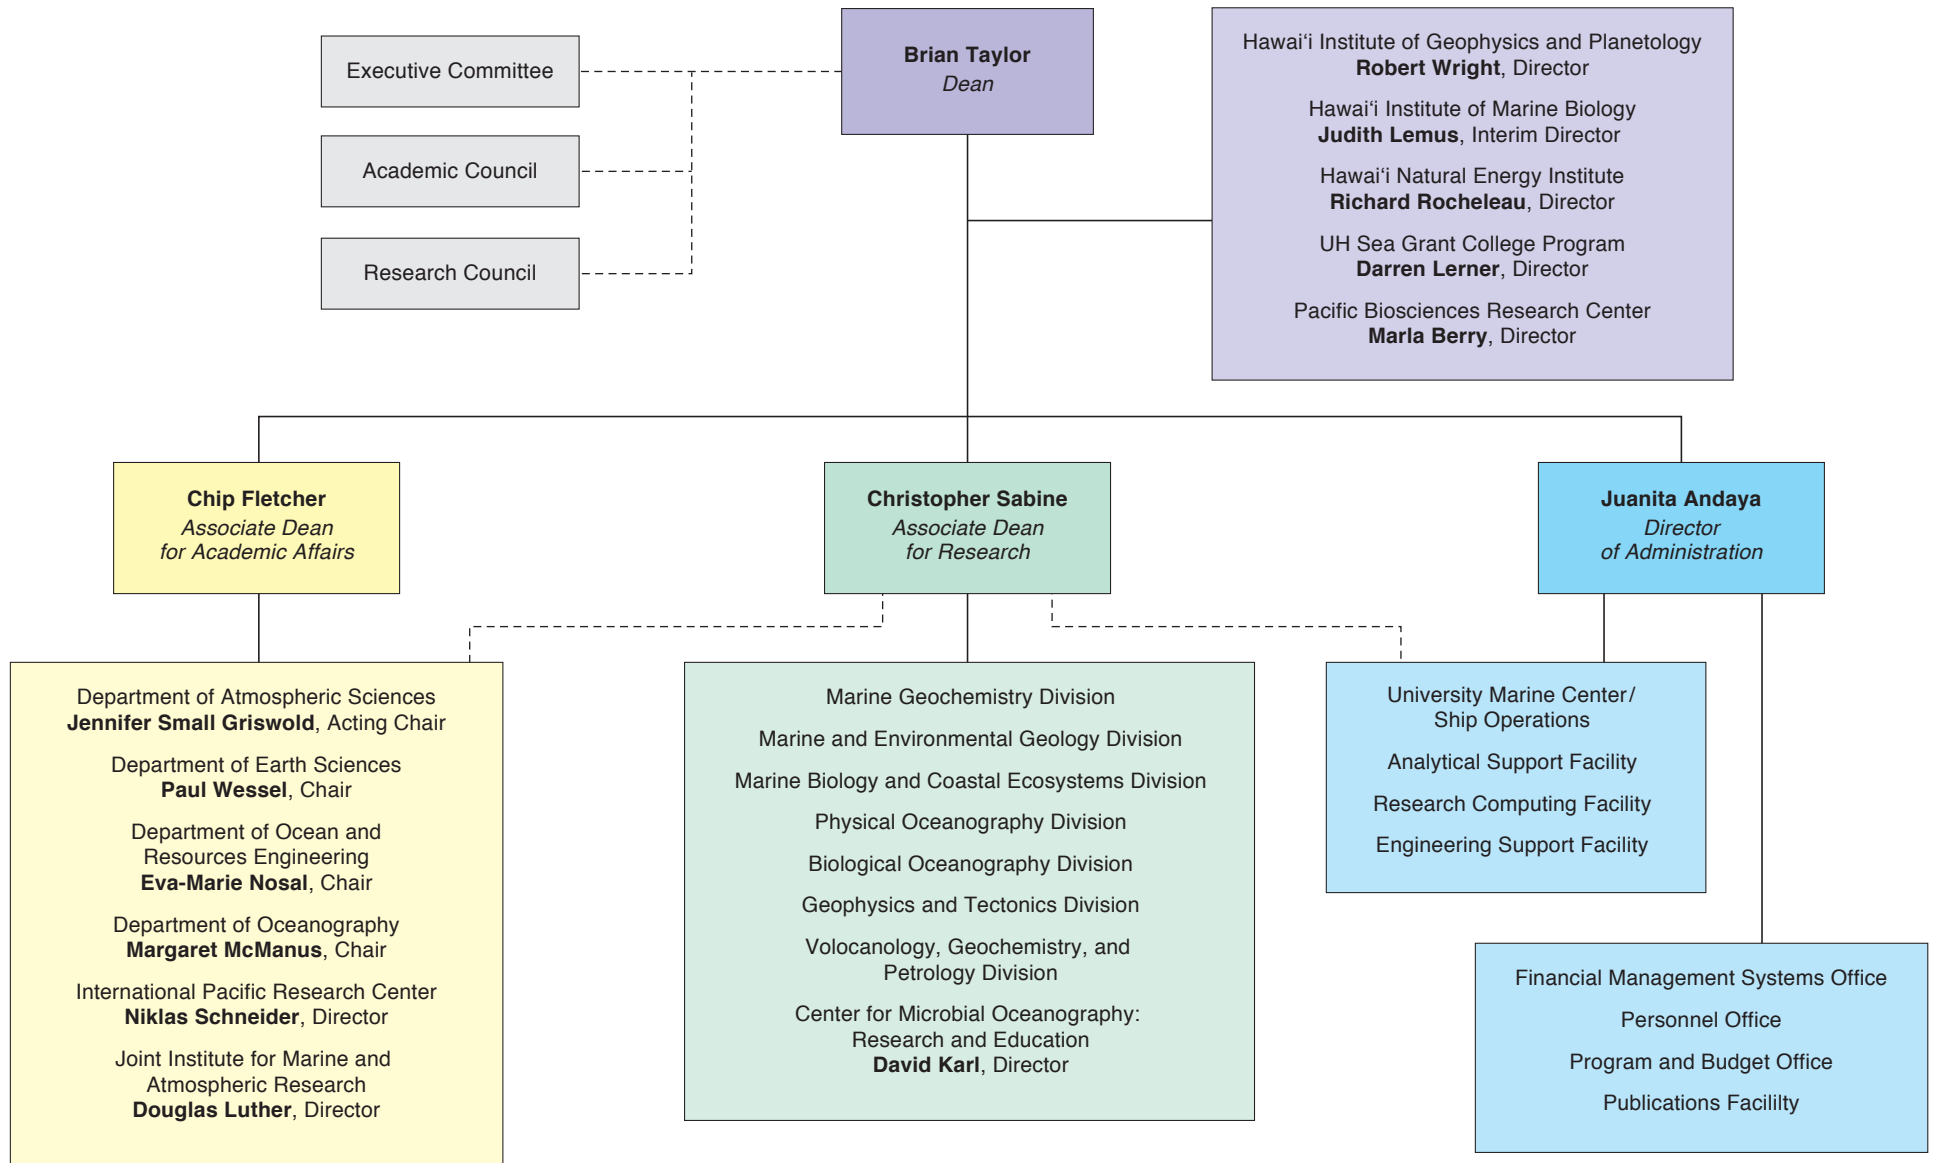 Executive Committee
Academic Council
Research Council
Brian Taylor
Dean
Hawai‘i Institute of Geophysics and Planetology
Robert Wright, Director
Hawai‘i Institute of Marine Biology
Judith Lemus, Interim Director
Hawai‘i Natural Energy Institute
Richard Rocheleau, Director
UH Sea Grant College Program
Darren Lerner, Director
Pacific Biosciences Research Center
Marla Berry, Director
Chip Fletcher
Associate Dean
for Academic Affairs
Christopher Sabine
Associate Dean
for Research
Juanita Andaya
Director
of Administration
Department of Atmospheric Sciences
Jennifer Small Griswold, Acting Chair
Department of Earth Sciences
Paul Wessel, Chair
Department of Ocean and
Resources Engineering
Eva-Marie Nosal, Chair
Department of Oceanography
Margaret McManus, Chair
International Pacific Research Center
Niklas Schneider, Director
Joint Institute for Marine and
Atmospheric Research
Douglas Luther, Director
Marine Geochemistry Division
Marine and Environmental Geology Division
Marine Biology and Coastal Ecosystems Division
Physical Oceanography Division
Biological Oceanography Division
Geophysics and Tectonics Division
Volocanology, Geochemistry, and
Petrology Division
Center for Microbial Oceanography:
Research and Education
David Karl, Director
University Marine Center/
Ship Operations
Analytical Support Facility
Research Computing Facility
Engineering Support Facility
Financial Management Systems Office
Personnel Office
Program and Budget Office
Publications Facililty